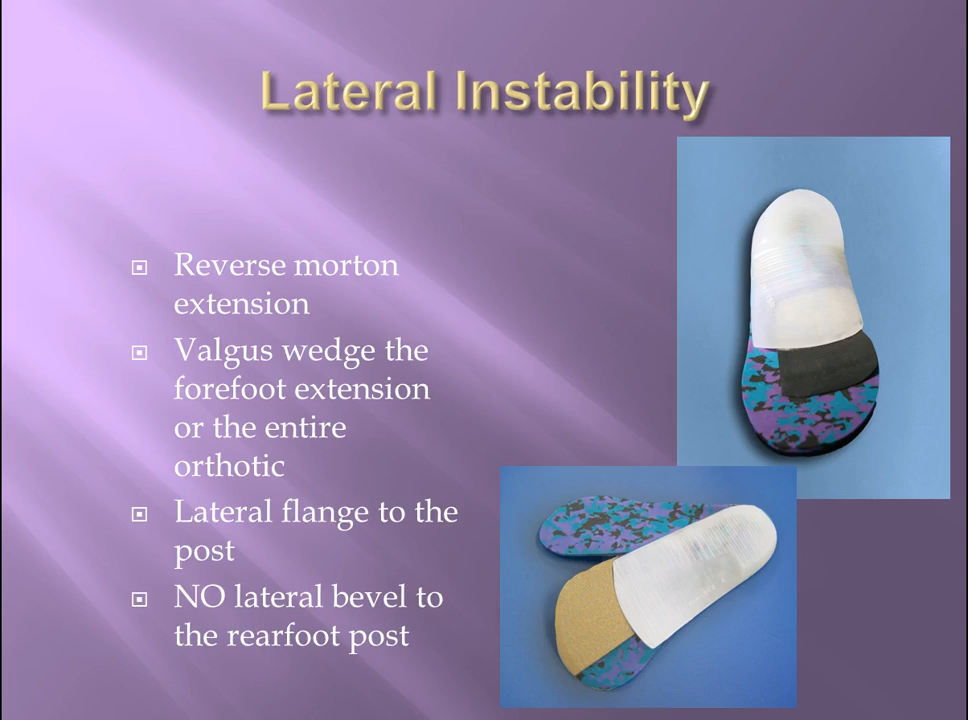 Lateral Instability
Reverse morton
extension
Valgus wedge the
forefoot extension
or the entire
orthotic
Lateral flange to the
post
NO lateral bevel to
the rearfoot post